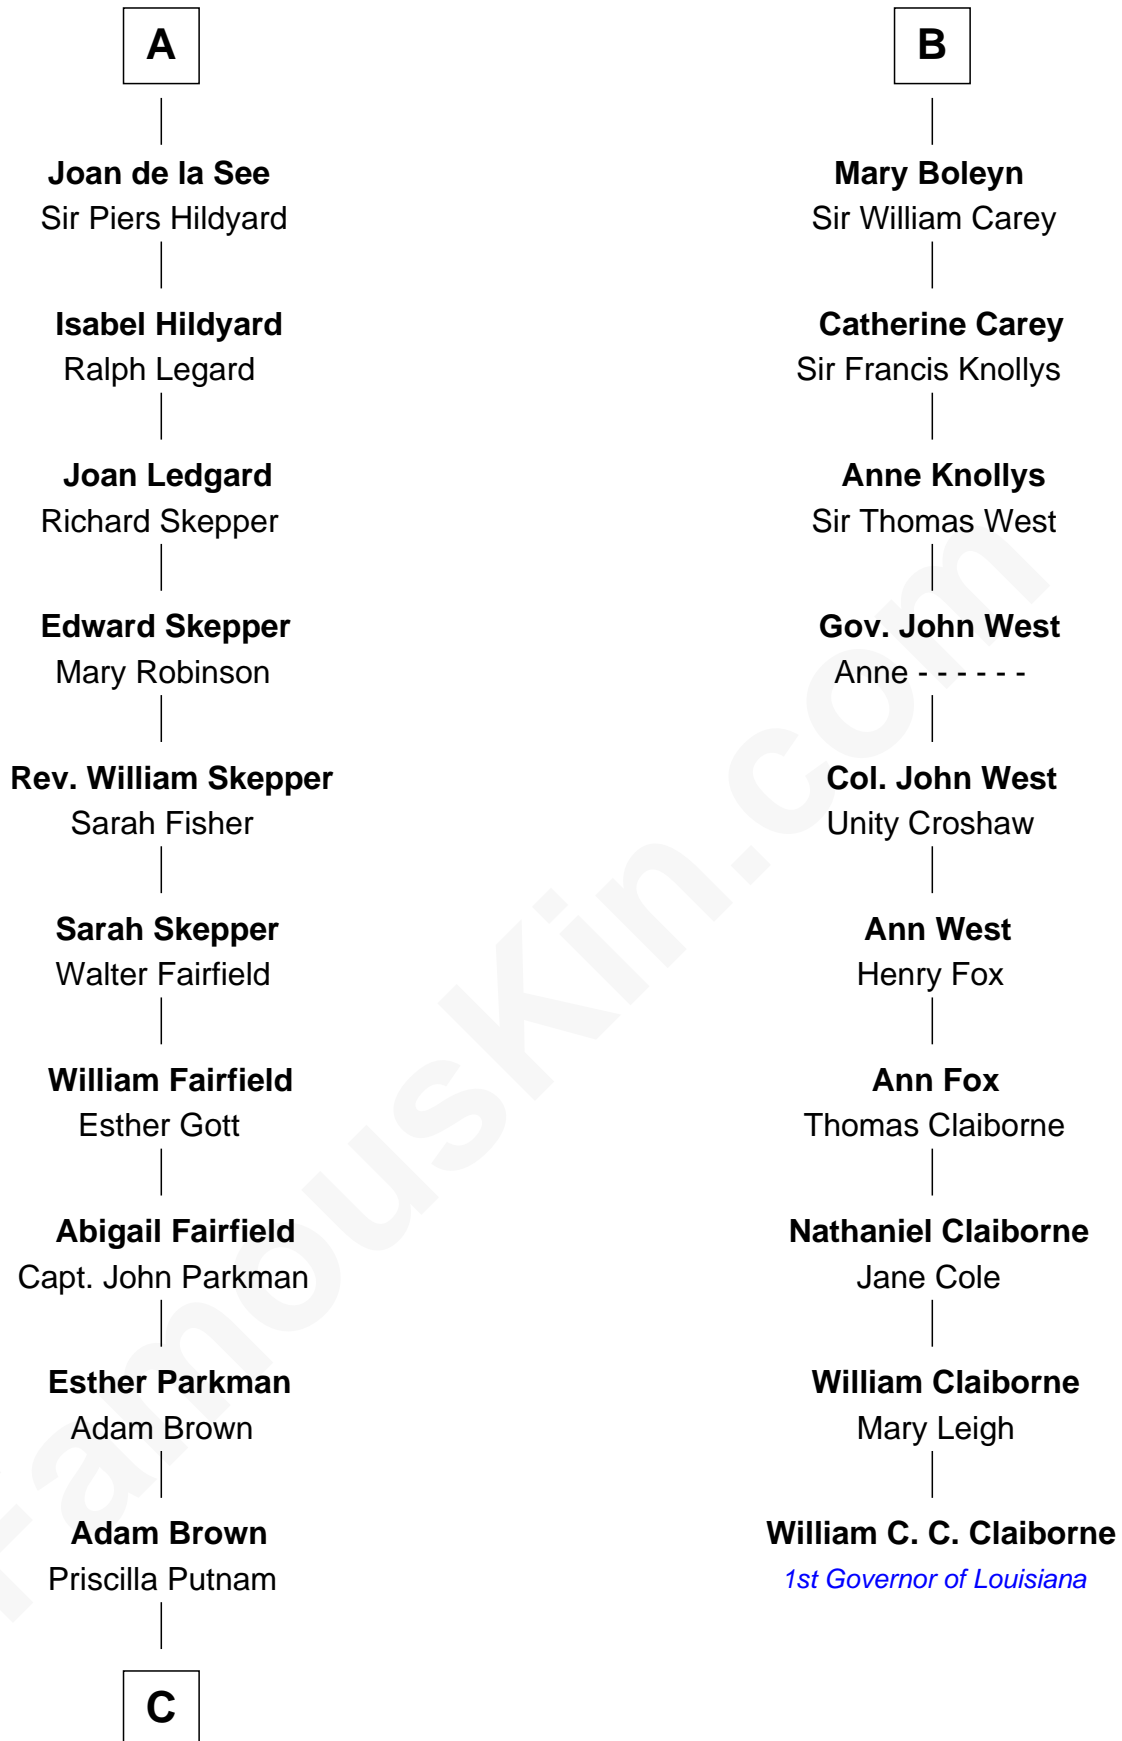 A
B
Joan de la See
Sir Piers Hildyard
Mary Boleyn
Sir William Carey
Isabel Hildyard
Ralph Legard
Catherine Carey
Sir Francis Knollys
Joan Ledgard
Richard Skepper
Anne Knollys
Sir Thomas West
Edward Skepper
Mary Robinson
Gov. John West
Anne - - - - - -
Rev. William Skepper
Sarah Fisher
Col. John West
Unity Croshaw
Sarah Skepper
Walter Fairfield
Ann West
Henry Fox
William Fairfield
Esther Gott
Ann Fox
Thomas Claiborne
Abigail Fairfield
Capt. John Parkman
Nathaniel Claiborne
Jane Cole
Esther Parkman
Adam Brown
William Claiborne
Mary Leigh
Adam Brown
Priscilla Putnam
William C. C. Claiborne
1st Governor of Louisiana
C
FamousKin.com